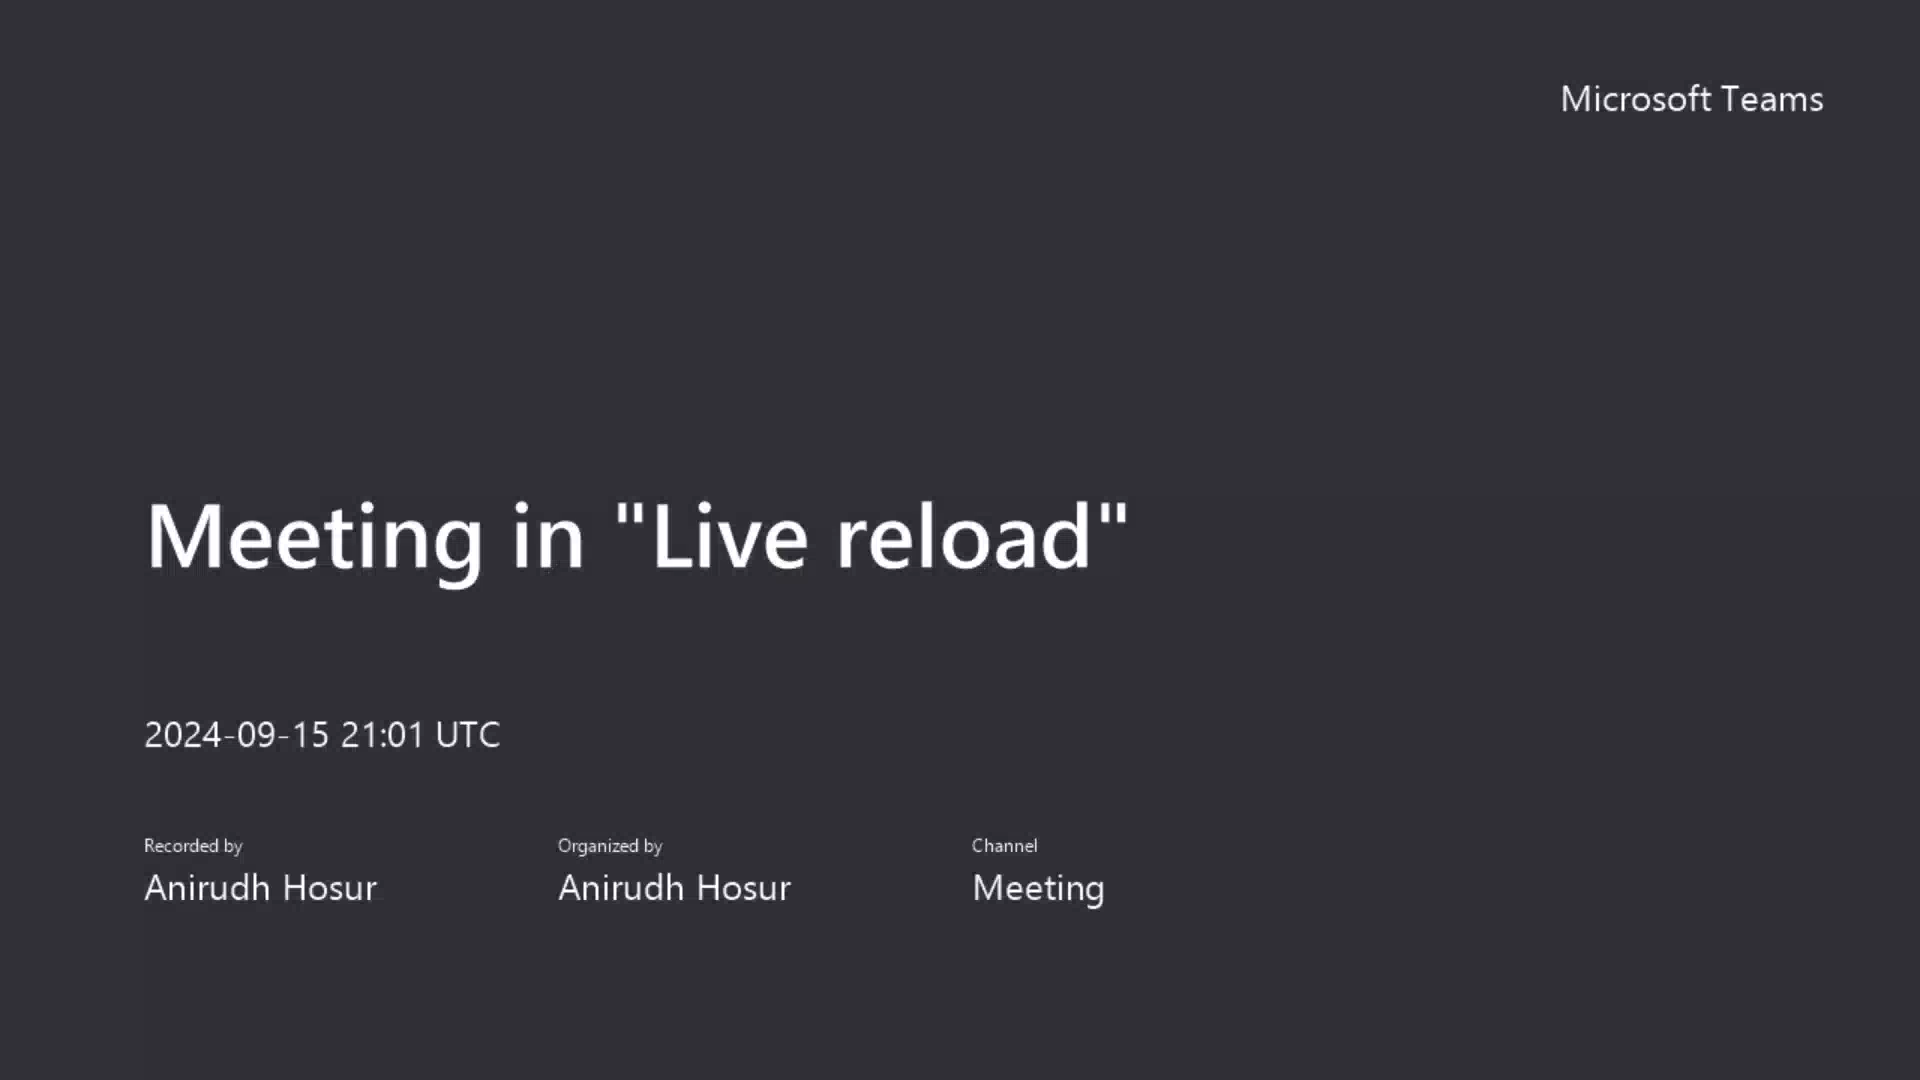 Microsoft Teams
Meeting in "Live reload"
2024-09-15 21:01 UTC
Recorded by
Anirudh Hosur
Organized by
Anirudh Hosur
Channel
Meeting